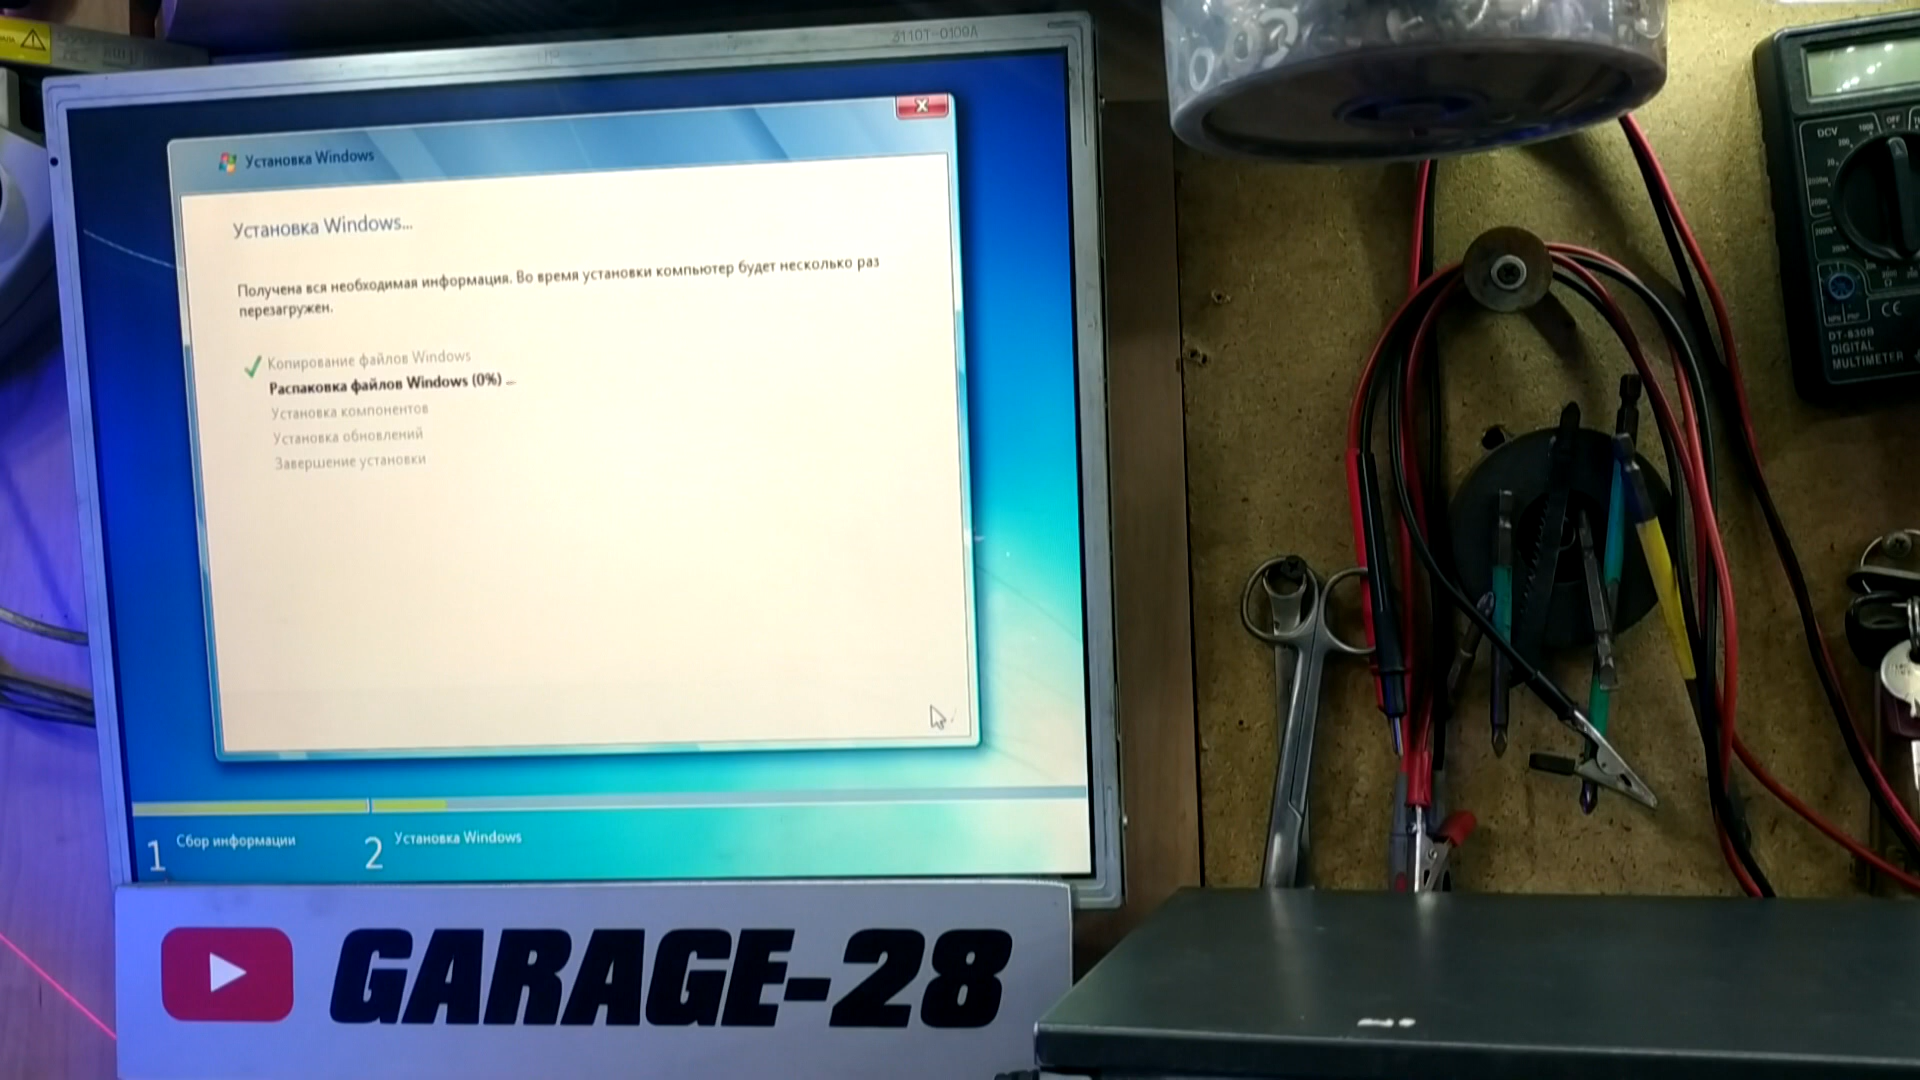 3110T-0109A
Установка Windows
Установка Windows...
Получена вся необходимая информация. Во время установки компьютер будет несколько раз
перезагружен.
Копирование файлов Windows
Распаковка файлов Windows (0%) ...
Установка компонентов
Установка обновлений
Завершение установки
1 Сбор информации
2 Установка Windows
GARAGE-28
DCV
OFF
CE
DT-830B
DIGITAL
MULTIMETER